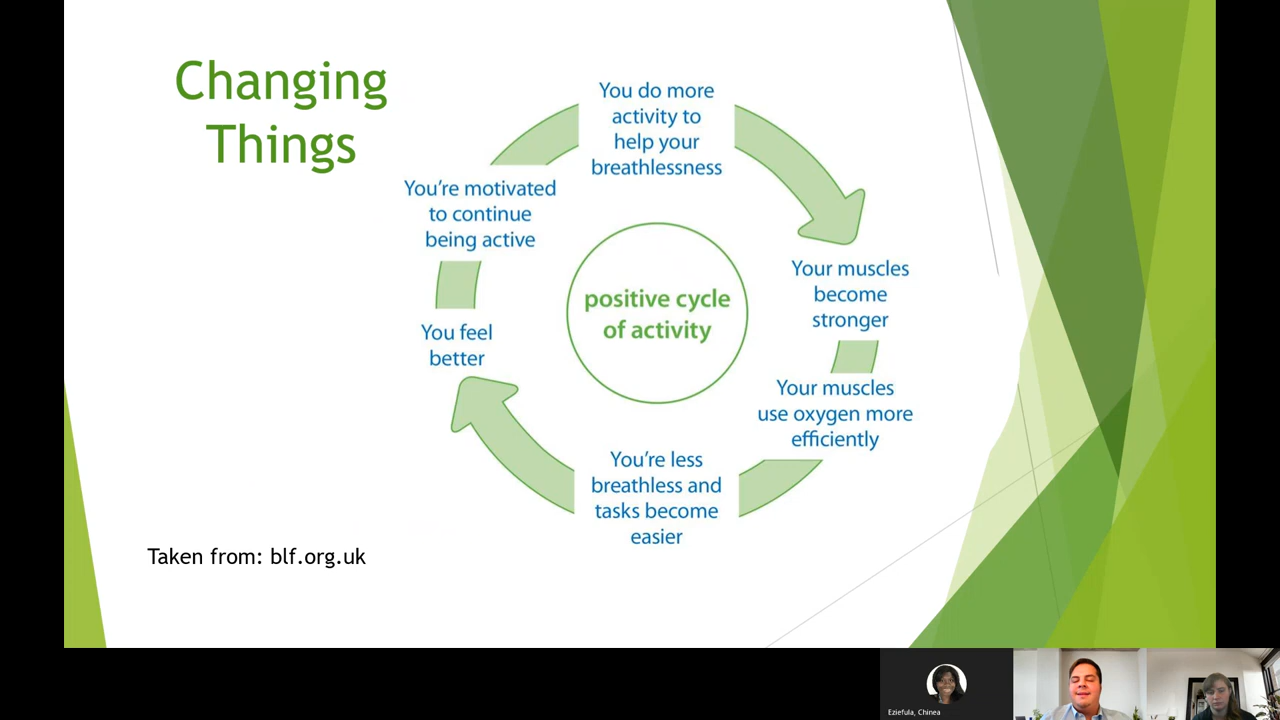 Changing
Things
You do more
activity to
help your
breathlessness
Your muscles
become
stronger
Your muscles
use oxygen more
efficiently
You're less
breathless and
tasks become
easier
You feel
better
You're motivated
to continue
being active
positive cycle
of activity
Taken from: blf.org.uk
Eziefula, Chinea